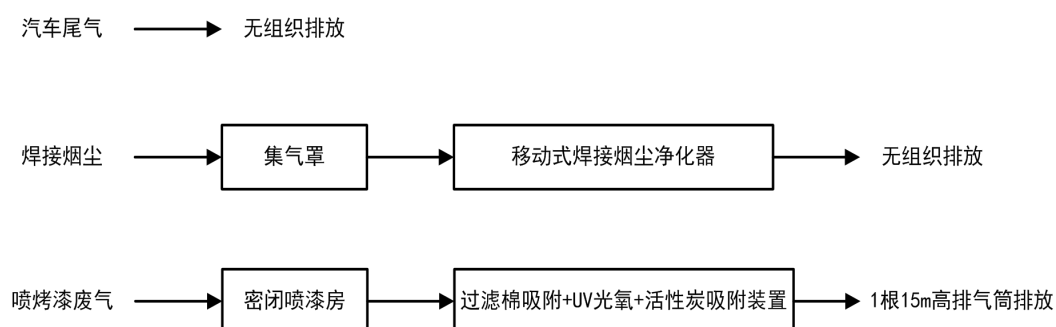 汽车尾气 无组织排放
焊接烟尘 集气罩 移动式焊接烟尘净化器 无组织排放
喷烤漆废气 密闭喷漆房 过滤棉吸附+UV光氧+活性炭吸附装置 1根15m高排气筒排放